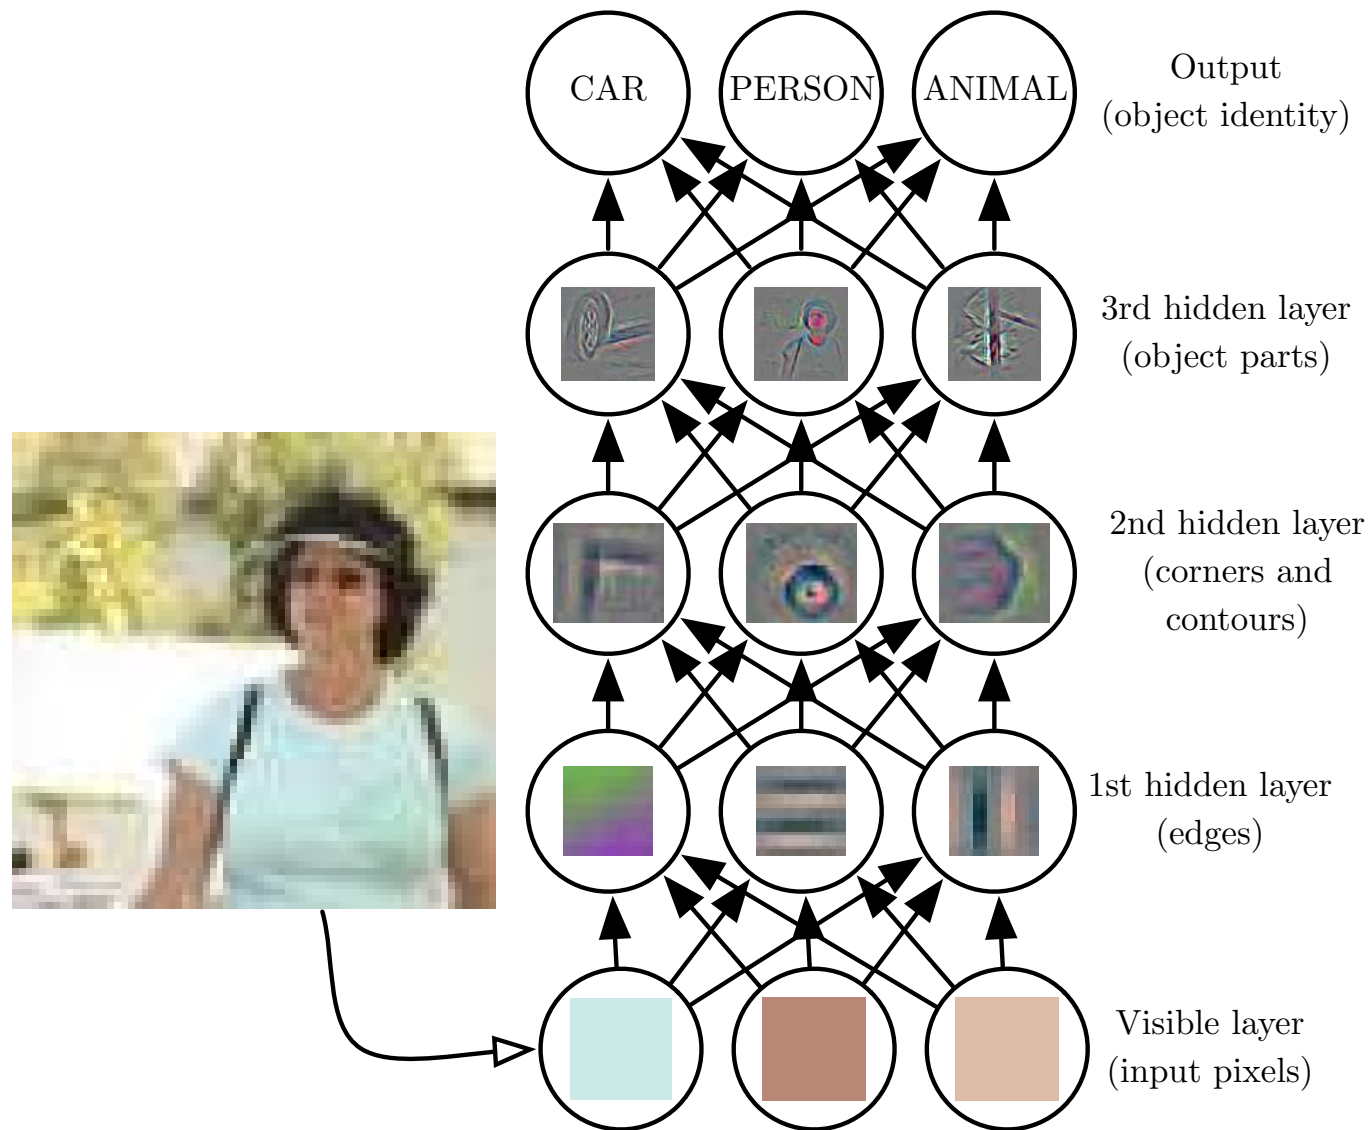 CAR
PERSON
ANIMAL
Output
(object identity)
3rd hidden layer
(object parts)
2nd hidden layer
(corners and
contours)
1st hidden layer
(edges)
Visible layer
(input pixels)